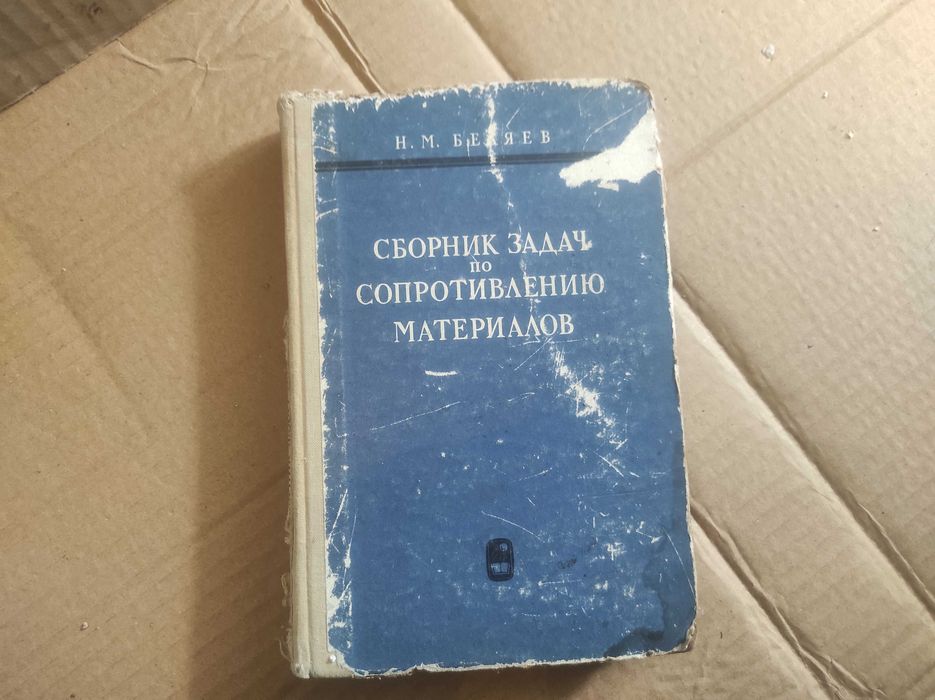 Н. М. БЕЛЯЕВ
СБОРНИК ЗАДАЧ
ПО
СОПРОТИВЛЕНИЮ
МАТЕРИАЛОВ